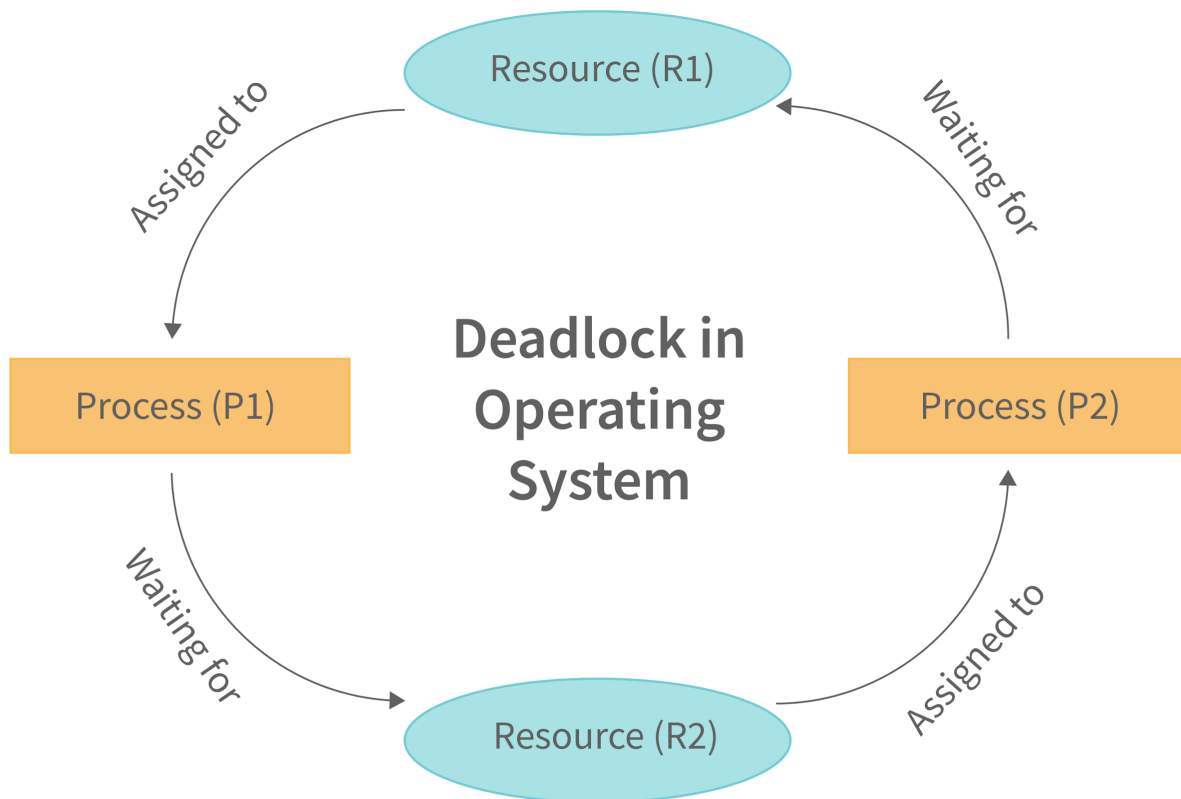 Resource (R1)
Assigned to
Waiting for
Deadlock in
Operating
System
Process (P1)
Process (P2)
Waiting for
Assigned to
Resource (R2)